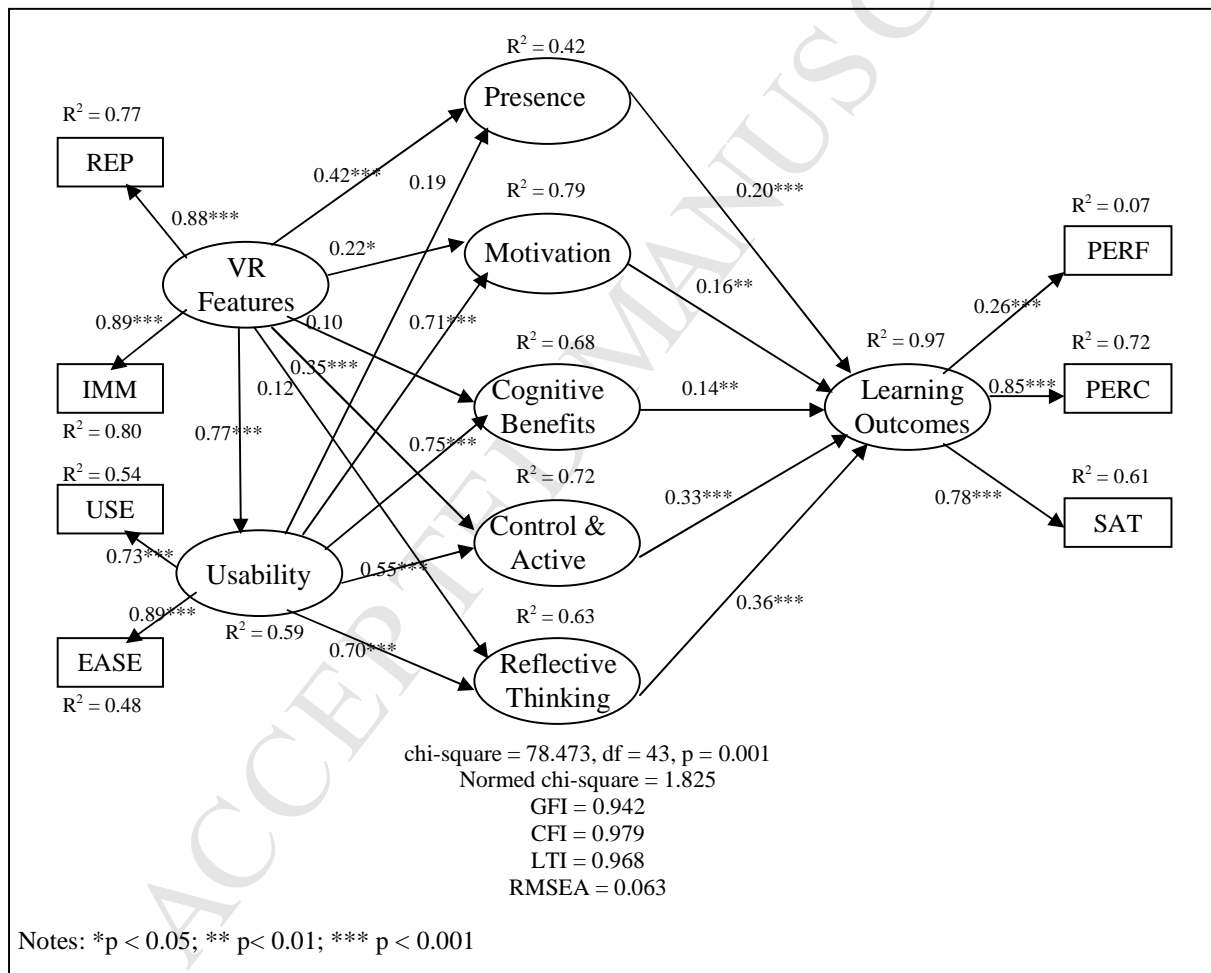 R² = 0.42
Presence
R² = 0.77
REP
0.42***
0.19
0.20***
R² = 0.79
R² = 0.07
0.88***
0.22*
Motivation
PERF
VR
Features
0.16**
0.26***
0.89***
0.10
0.71***
R² = 0.68
R² = 0.97
R² = 0.72
IMM
0.35***
0.12
Cognitive
Benefits
0.14**
Learning
Outcomes
0.85***
PERC
R² = 0.80
0.77***
0.75***
R² = 0.54
R² = 0.72
0.33***
0.78***
R² = 0.61
USE
SAT
0.73***
Usability
0.55***
Control &
Active
0.89***
R² = 0.59
R² = 0.63
0.36***
EASE
0.70***
Reflective
Thinking
R² = 0.48
chi-square = 78.473, df = 43, p = 0.001
Normed chi-square = 1.825
GFI = 0.942
CFI = 0.979
LTI = 0.968
RMSEA = 0.063
Notes: *p < 0.05; ** p< 0.01; *** p < 0.001
ACCEPTED MANUSC